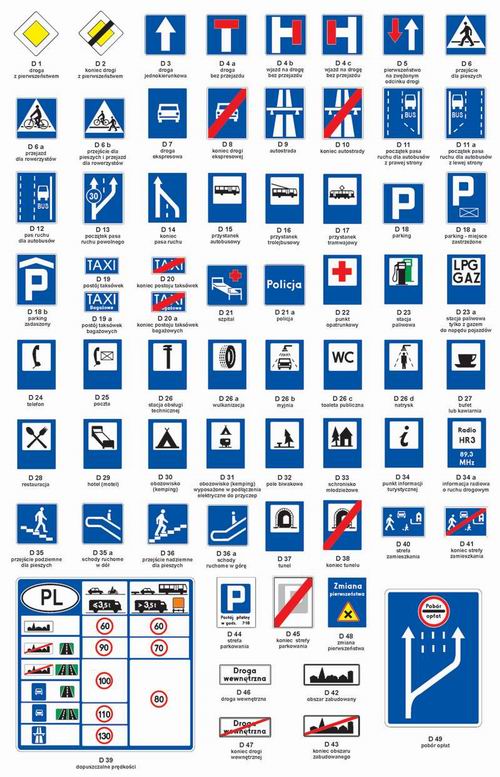 D 1
droga
z pierwszeństwem
D 2
koniec drogi
z pierwszeństwem
D 3
droga
jednokierunkowa
D 4 a
droga
bez przejazdu
D 4 b
wjazd na drogę
bez przejazdu
D 4 c
wjazd na drogę
bez przejazdu
D 5
pierwszeństwo
na zwężonym
odcinku drogi
D 6
przejście
dla pieszych
D 6 a
przejazd
dla rowerzystów
D 6 b
przejście dla
pieszych i przejazd
dla rowerzystów
D 7
droga
ekspresowa
D 8
koniec drogi
ekspresowej
D 9
autostrada
D 10
koniec autostrady
BUS
D 11
początek pasa
ruchu dla autobusów
z prawej strony
BUS
D 11 a
początek pasa
ruchu dla autobusów
z lewej strony
BUS
D 12
pas ruchu
dla autobusów
30
D 13
początek pasa
ruchu powolnego
D 14
koniec
pasa ruchu
D 15
przystanek
autobusowy
D 16
przystanek
trolejbusowy
D 17
przystanek
tramwajowy
P
D 18
parking
P
D 18 a
parking - miejsce
zastrzeżone
P
D 18 b
parking
zadaszony
TAXI
D 19
postój taksówek
TAXI
Bagażowe
D 19 a
postój taksówek
bagażowych
TAXI
D 20
koniec postoju taksówek
TAXI
Bagażowe
D 20 a
koniec postoju taksówek
bagażowych
D 21
szpital
Policja
D 21 a
policja
D 22
punkt
opatrunkowy
D 23
stacja
paliwowa
LPG
GAZ
D 23 a
stacja paliwowa
tylko z gazem
do napędu pojazdów
D 24
telefon
D 25
poczta
D 26
stacja obsługi
technicznej
D 26 a
wulkanizacja
D 26 b
myjnia
WC
D 26 c
toaleta publiczna
D 26 d
natrysk
D 27
bufet
lub kawiarnia
D 28
restauracja
D 29
hotel (motel)
D 30
obozowisko
(kemping)
D 31
obozowisko (kemping)
wyposażone w podłączenia
elektryczne do przyczep
D 32
pole biwakowe
D 33
schronisko
młodzieżowe
i
D 34
punkt informacji
turystycznej
Radio
HR3
89,3
MHz
D 34 a
informacja radiowa
o ruchu drogowym
D 35
przejście podziemne
dla pieszych
D 35 a
schody ruchome
w dół
D 36
przejście nadziemne
dla pieszych
D 36 a
schody
ruchome w górę
D 37
tunel
D 38
koniec tunelu
D 40
strefa
zamieszkania
D 41
koniec strefy
zamieszkania
PL
≤3,5t
>3,5t
60
60
90
70
100
80
110
130
D 39
dopuszczalne prędkości
P
Postój płatny
D 44
strefa
parkowania
D 45
koniec strefy
parkowania
Zmiana
pierwszeństwa
D 48
zmiana
pierwszeństwa
Droga
wewnętrzna
D 46
droga wewnętrzna
D 42
obszar zabudowany
Droga
wewnętrzna
D 47
koniec drogi
wewnętrznej
D 43
koniec obszaru
zabudowanego
Pobór
opłat
D 49
pobór opłat